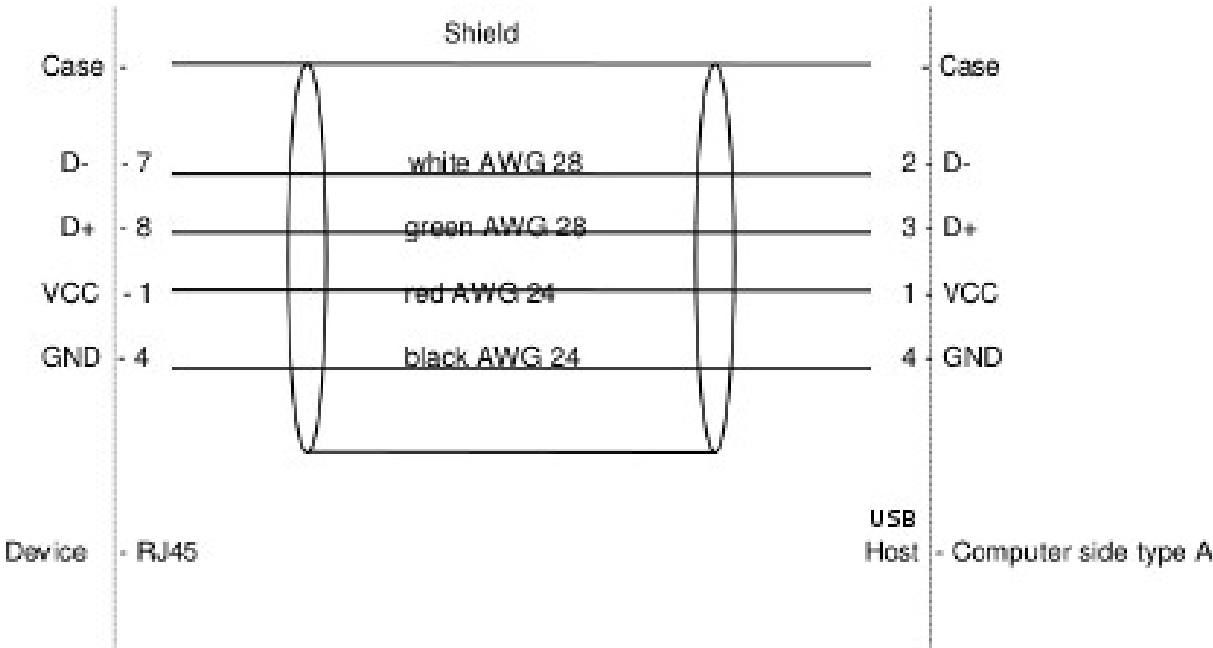 Shield
Case - - Case
D- - 7 white AWG 28 2 - D-
D+ - 8 green AWG 28 3 - D+
VCC - 1 red AWG 24 1 - VCC
GND - 4 black AWG 24 4 - GND
USB
Device - RJ45 Host - Computer side type A